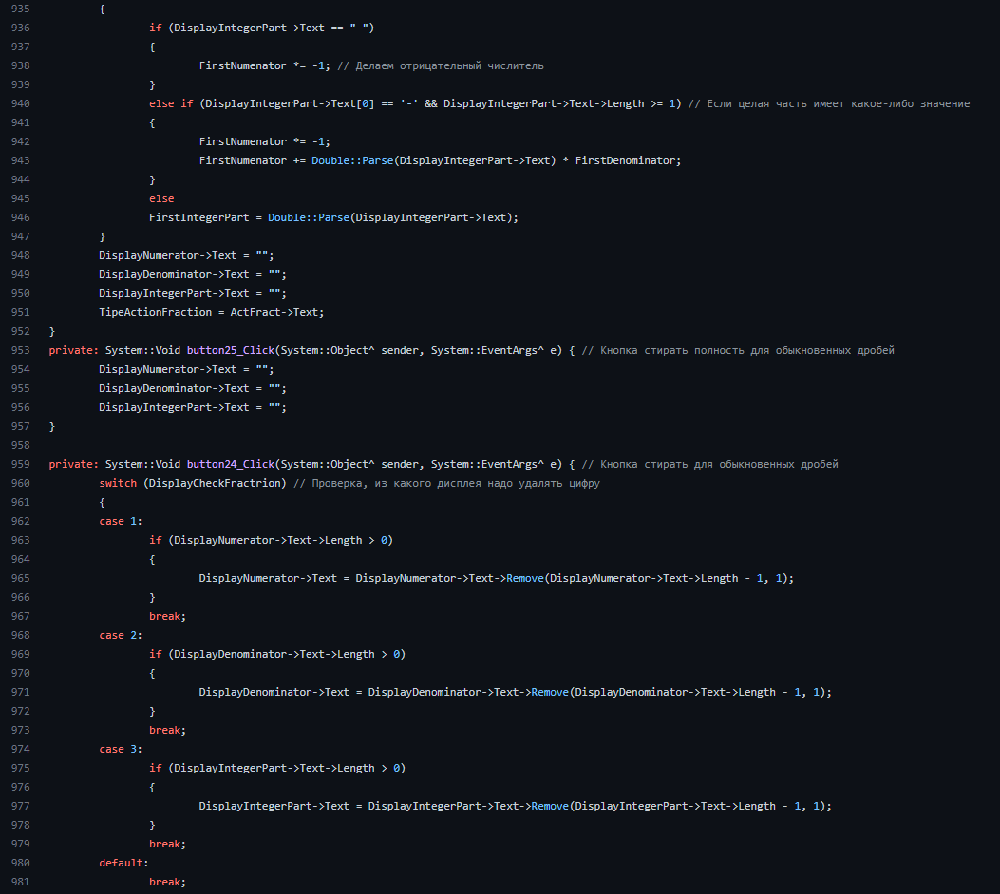 935 {
936 if (DisplayIntegerPart->Text == "-")
937 {
938 FirstNumenator *= -1; // Делаем отрицательный числитель
939 }
940 else if (DisplayIntegerPart->Text[0] == '-' && DisplayIntegerPart->Text->Length >= 1) // Если целая часть имеет какое-либо значение
941 {
942 FirstNumenator *= -1;
943 FirstNumenator += Double::Parse(DisplayIntegerPart->Text) * FirstDenominator;
944 }
945 else
946 FirstIntegerPart = Double::Parse(DisplayIntegerPart->Text);
947 }
948 DisplayNumerator->Text = "";
949 DisplayDenominator->Text = "";
950 DisplayIntegerPart->Text = "";
951 TipeActionFraction = ActFract->Text;
952 }
953 private: System::Void button25_Click(System::Object^ sender, System::EventArgs^ e) { // Кнопка стирать полность для обыкновенных дробей
954 DisplayNumerator->Text = "";
955 DisplayDenominator->Text = "";
956 DisplayIntegerPart->Text = "";
957 }
958
959 private: System::Void button24_Click(System::Object^ sender, System::EventArgs^ e) { // Кнопка стирать для обыкновенных дробей
960 switch (DisplayCheckFractrion) // Проверка, из какого дисплея надо удалять цифру
961 {
962 case 1:
963 if (DisplayNumerator->Text->Length > 0)
964 {
965 DisplayNumerator->Text = DisplayNumerator->Text->Remove(DisplayNumerator->Text->Length - 1, 1);
966 }
967 break;
968 case 2:
969 if (DisplayDenominator->Text->Length > 0)
970 {
971 DisplayDenominator->Text = DisplayDenominator->Text->Remove(DisplayDenominator->Text->Length - 1, 1);
972 }
973 break;
974 case 3:
975 if (DisplayIntegerPart->Text->Length > 0)
976 {
977 DisplayIntegerPart->Text = DisplayIntegerPart->Text->Remove(DisplayIntegerPart->Text->Length - 1, 1);
978 }
979 break;
980 default:
981 break;